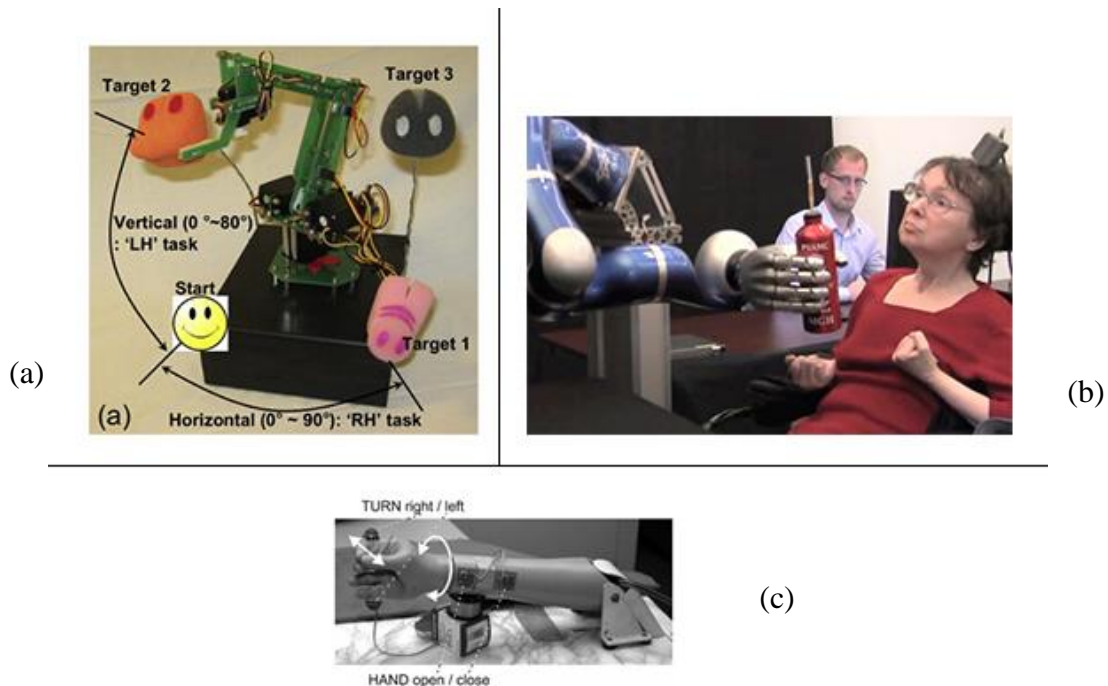 Target 2
Target 3
Vertical (0 °~80°)
: 'LH' task
Start
Target 1
(a)
Horizontal (0° ~ 90°): 'RH' task
(a)
(b)
TURN right / left
HAND open / close
(c)